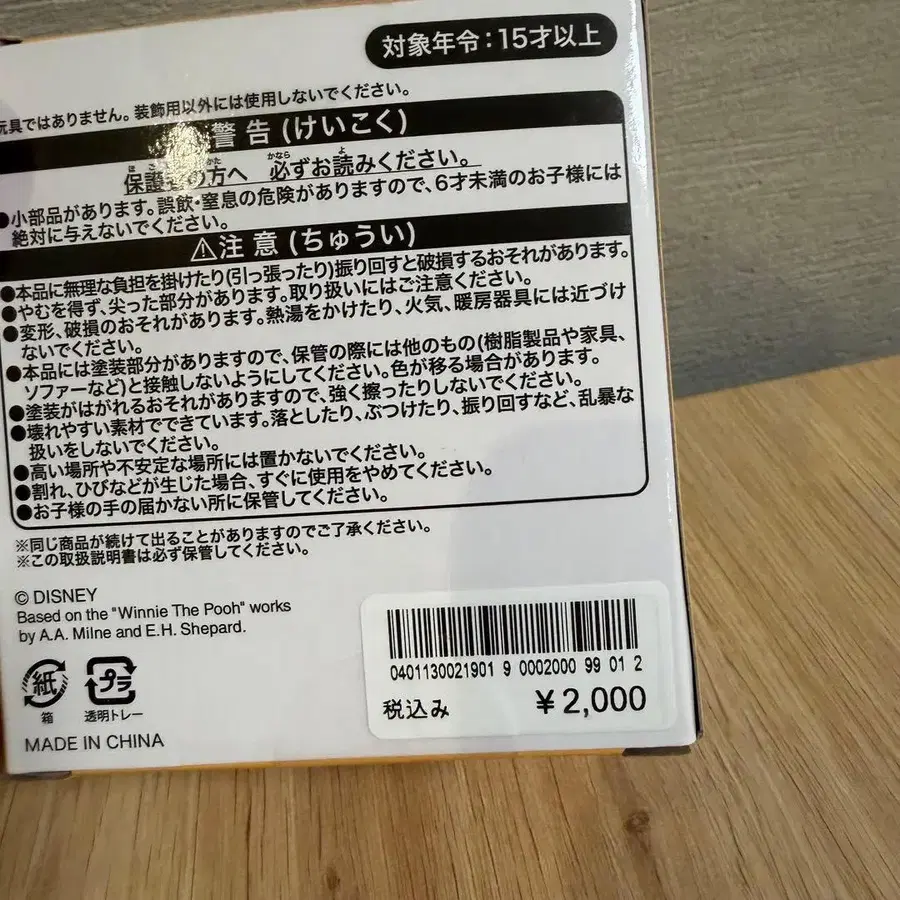 対象年令：15才以上
玩具ではありません。装飾用以外には使用しないでください。
警告(けいこく)
保護者の方へ 必ずお読みください。
●小部品があります。誤飲・窒息の危険がありますので、6才未満のお子様には
絶対に与えないでください。
⚠注意(ちゅうい)
●本品に無理な負担を掛けたり(引っ張ったり)振り回すと破損するおそれがあります。
●やむを得ず、尖った部分があります。取り扱いにはご注意ください。
●変形、破損のおそれがあります。熱湯をかけたり、火気、暖房器具には近づけ
ないでください。
●本品には塗装部分がありますので、保管の際には他のもの(樹脂製品や家具、
ソファーなど)と接触しないようにしてください。色が移る場合があります。
●塗装がはがれるおそれがありますので、強く擦ったりしないでください。
●壊れやすい素材でできています。落としたり、ぶつけたり、振り回すなど、乱暴な
扱いをしないでください。
●高い場所や不安定な場所には置かないでください。
●割れ、ひびなどが生じた場合、すぐに使用をやめてください。
●お子様の手の届かない所に保管してください。
※同じ商品が続けて出ることがありますのでご了承ください。
※この取扱説明書は必ず保管してください。
© DISNEY
Based on the "Winnie The Pooh" works
by A.A. Milne and E.H. Shepard.
紙
箱
プラ
透明トレー
MADE IN CHINA
0401130021901 9 0002000 99 01 2
税込み ¥2,000